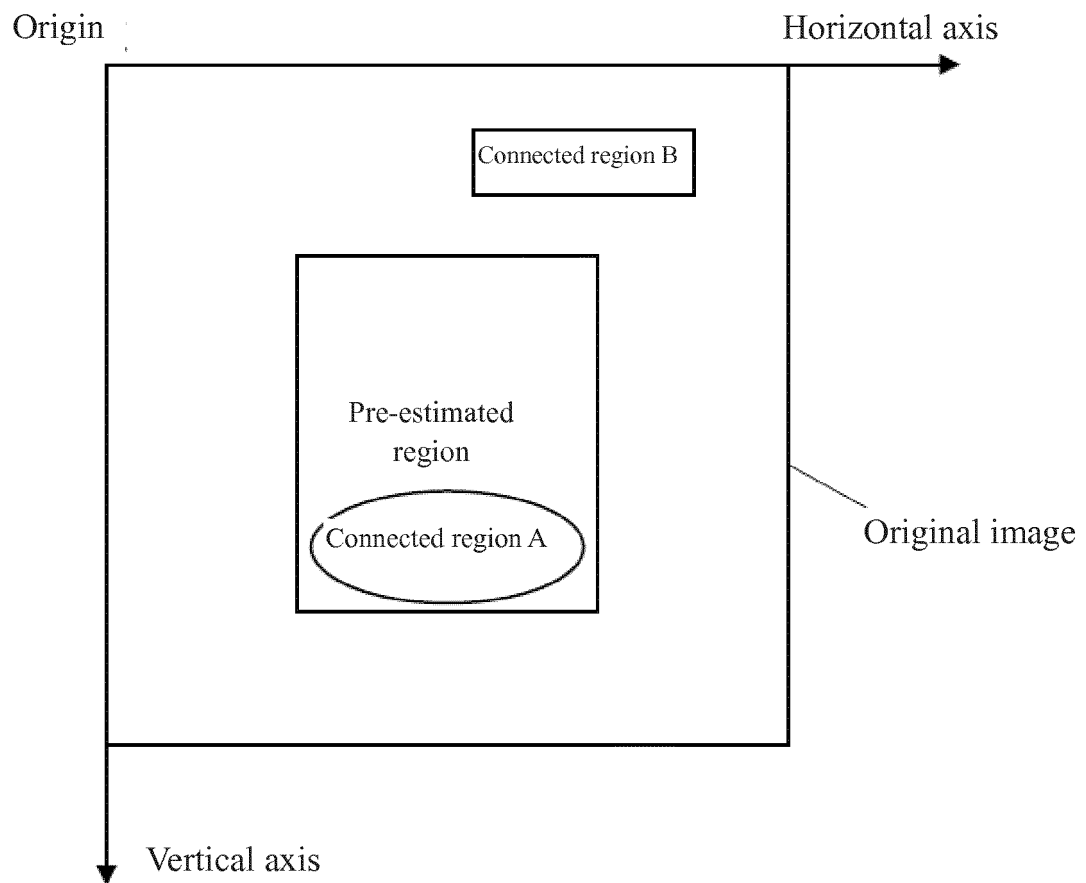 Origin
Horizontal axis
Connected region B
Pre-estimated
region
Connected region A
Original image
Vertical axis